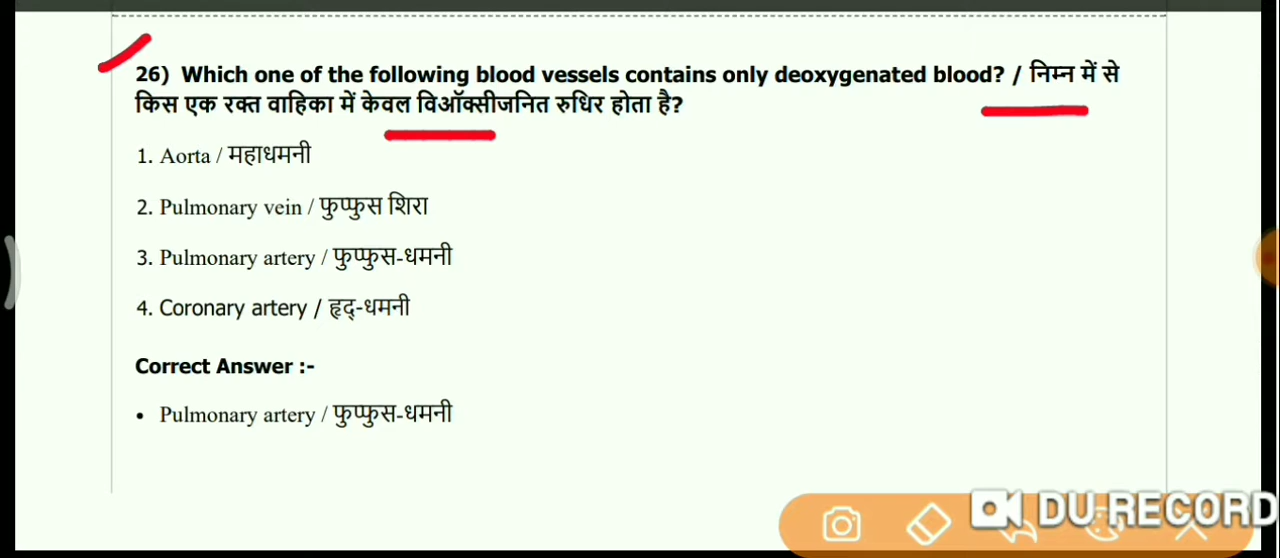 26) Which one of the following blood vessels contains only deoxygenated blood? / निम्न में से
किस एक रक्त वाहिका में केवल विऑक्सीजनित रुधिर होता है?
1. Aorta / महाधमनी
2. Pulmonary vein / फुप्फुस शिरा
3. Pulmonary artery / फुप्फुस-धमनी
4. Coronary artery / हृद्-धमनी
Correct Answer :-
• Pulmonary artery / फुप्फुस-धमनी
DU RECORD